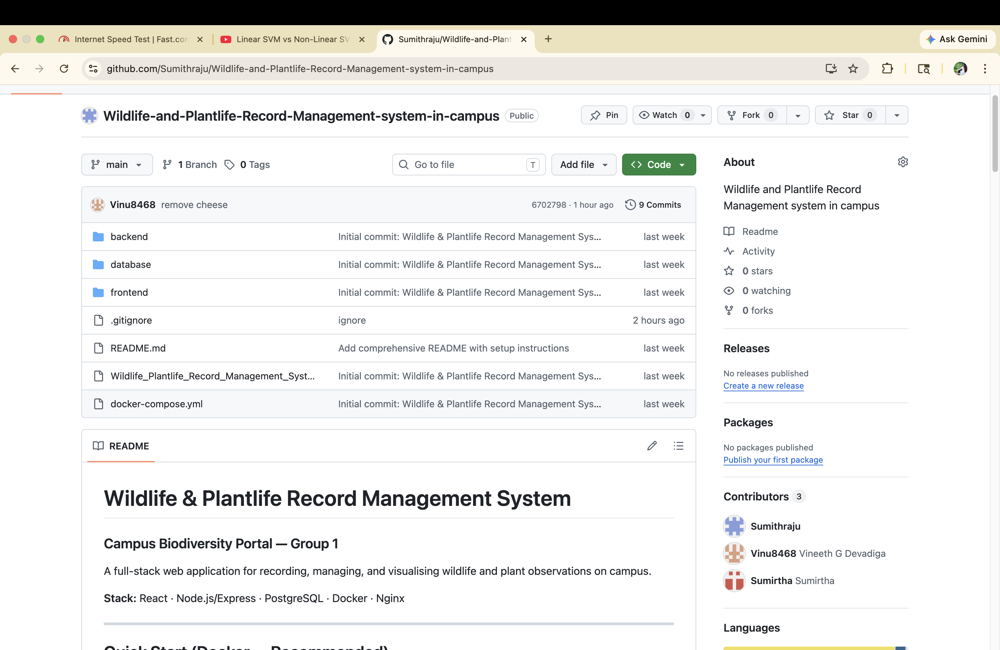 Internet Speed Test | Fast.con
Linear SVM vs Non-Linear SV
Sumithraju/Wildlife-and-Plant
Ask Gemini
github.com/Sumithraju/Wildlife-and-Plantlife-Record-Management-system-in-campus
Wildlife-and-Plantlife-Record-Management-system-in-campus Public
Pin Watch 0 Fork 0 Star 0
main 1 Branch 0 Tags Go to file T Add file <> Code
Vinu8468 remove cheese 6702798 · 1 hour ago 9 Commits
backend Initial commit: Wildlife & Plantlife Record Management Sys... last week
database Initial commit: Wildlife & Plantlife Record Management Sys... last week
frontend Initial commit: Wildlife & Plantlife Record Management Sys... last week
.gitignore ignore 2 hours ago
README.md Add comprehensive README with setup instructions last week
Wildlife_Plantlife_Record_Management_Syst... Initial commit: Wildlife & Plantlife Record Management Sys... last week
docker-compose.yml Initial commit: Wildlife & Plantlife Record Management Sys... last week
README
Wildlife & Plantlife Record Management System
Campus Biodiversity Portal — Group 1
A full-stack web application for recording, managing, and visualising wildlife and plant observations on campus.
Stack: React · Node.js/Express · PostgreSQL · Docker · Nginx
Quick Start (Docker — Recommended)
About
Wildlife and Plantlife Record
Management system in campus
Readme
Activity
0 stars
0 watching
0 forks
Releases
No releases published
Create a new release
Packages
No packages published
Publish your first package
Contributors 3
Sumithraju
Vinu8468 Vineeth G Devadiga
Sumirtha Sumirtha
Languages